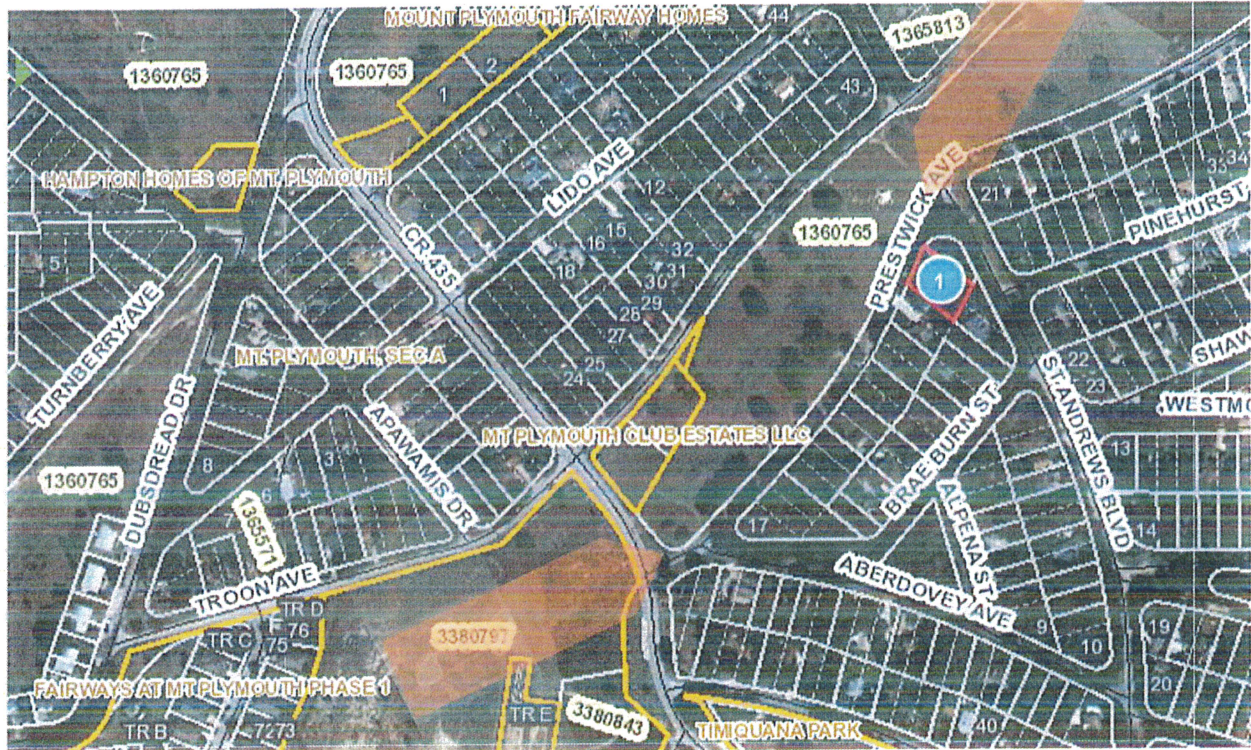 MOUNT PLYMOUTH FAIRWAY HOMES
44
1365813
1360765
1360765
2
1
43
HAMPTON HOMES OF MT. PLYMOUTH
LIDO AVE
12
PRESTWICK AVE
21
33
34
PINEHURST
5
CR 435
15
16
18
32
31
30
29
28
27
1360765
1
TURNBERRY AVE
MT. PLYMOUTH, SEC A
25
24
ST ANDREWS BLVD
22
23
SHAW
WESTMO
DUBSDREAD DR
APAWAMIS DR
MT PLYMOUTH CLUB ESTATES LLC
BRAE BURN ST
13
1360765
8
3
6
1365571
17
ALPENA ST
14
TROON AVE
ABERDOVEY AVE
TR D
TR C
76
75
3380797
9
10
19
20
FAIRWAYS AT MT PLYMOUTH PHASE 1
TR B
7273
TR E
3380843
TIMIQUANA PARK
40